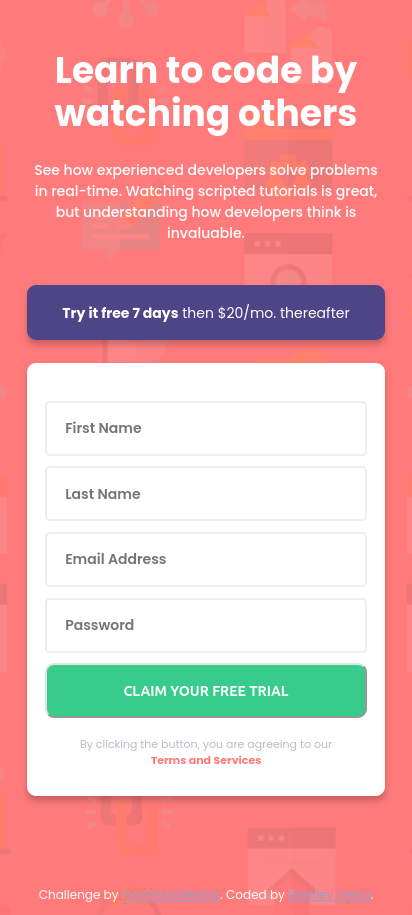 Learn to code by
watching others
See how experienced developers solve problems
in real-time. Watching scripted tutorials is great,
but understanding how developers think is
invaluable.
Try it free 7 days then $20/mo. thereafter
First Name
Last Name
Email Address
Password
CLAIM YOUR FREE TRIAL
By clicking the button, you are agreeing to our
Terms and Services
Challenge by Frontend Mentor. Coded by .